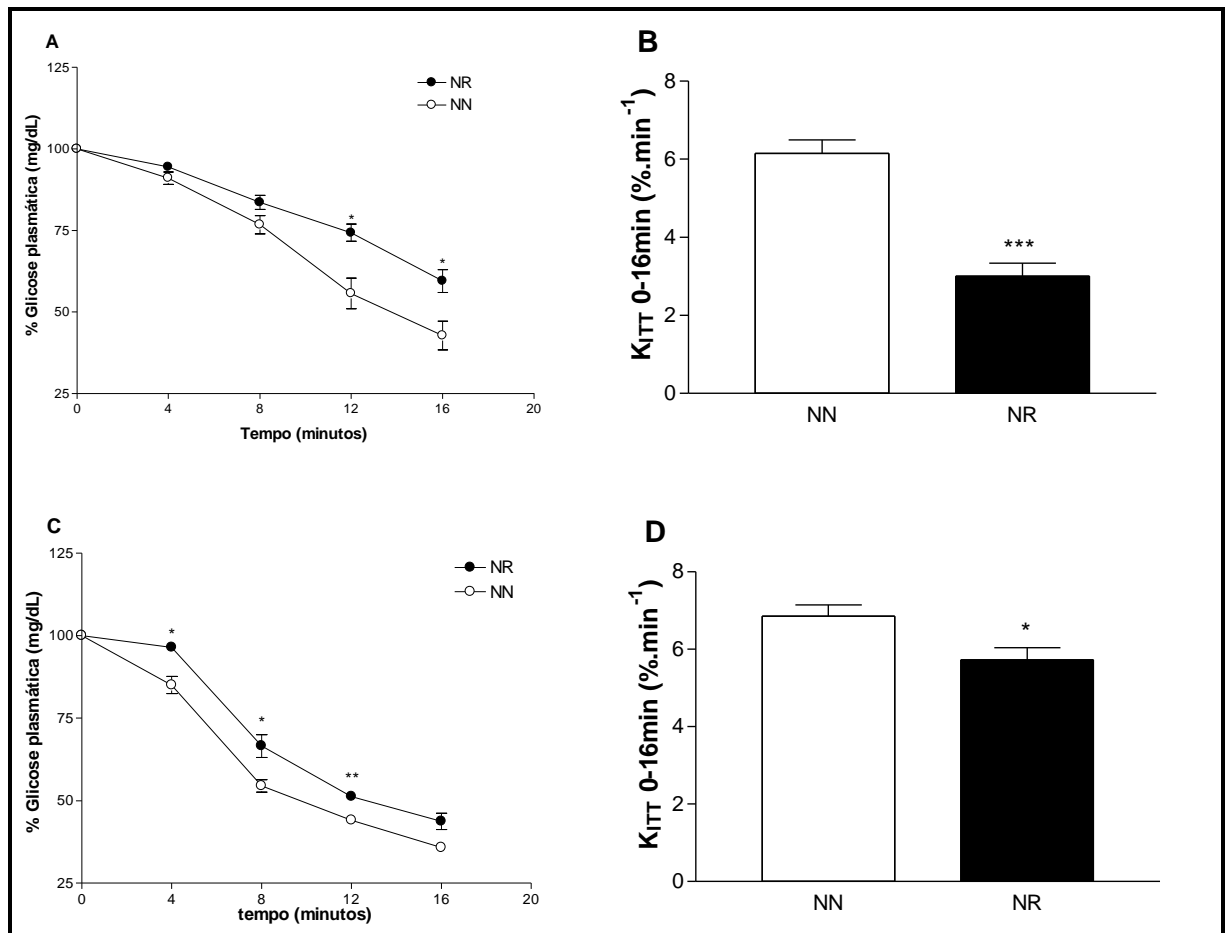 A
125
100
75
50
25
% Glicose plasmática (mg/dL)
NR
NN
*
*
0 4 8 12 16 20
Tempo (minutos)
B
8
6
4
2
0
KITT 0-16min (%.min-1)
***
NN NR
C
125
100
75
50
25
% Glicose plasmática (mg/dL)
NR
NN
*
*
**
0 4 8 12 16 20
tempo (minutos)
D
8
6
4
2
0
KITT 0-16min (%.min-1)
*
NN NR